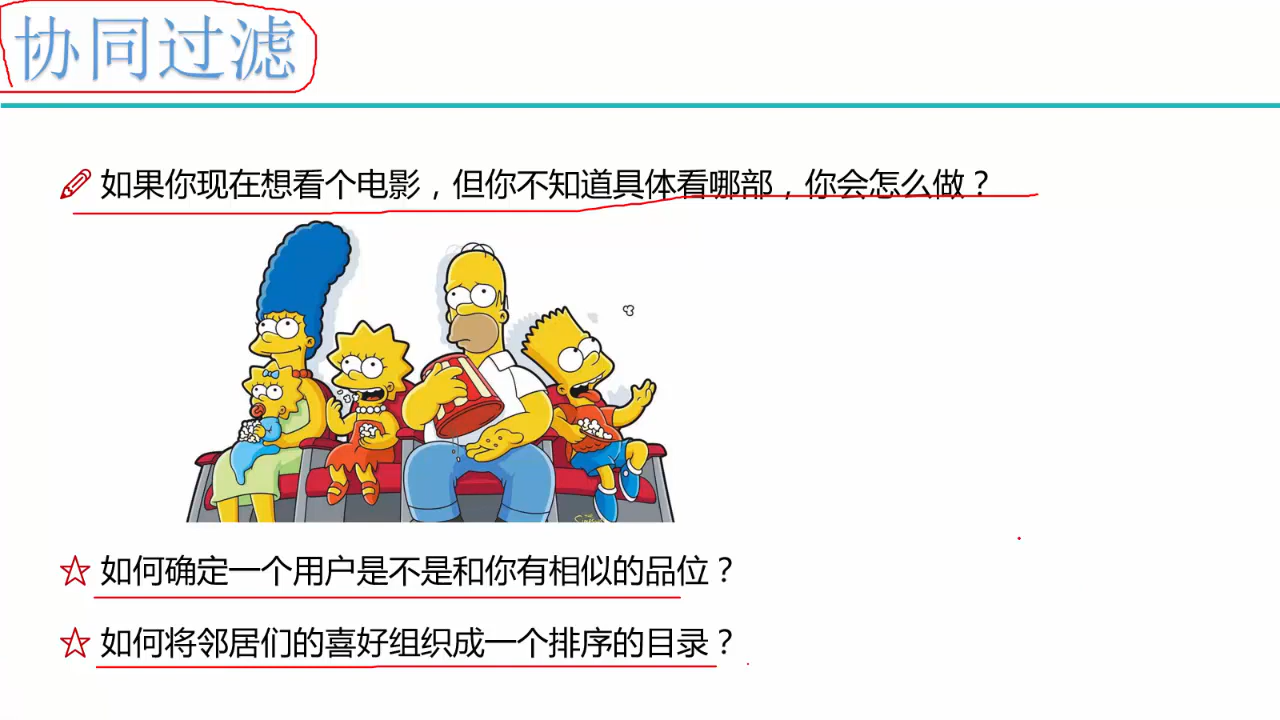 协同过滤
如果你现在想看个电影，但你不知道具体看哪部，你会怎么做？
如何确定一个用户是不是和你有相似的品位？
如何将邻居们的喜好组织成一个排序的目录？